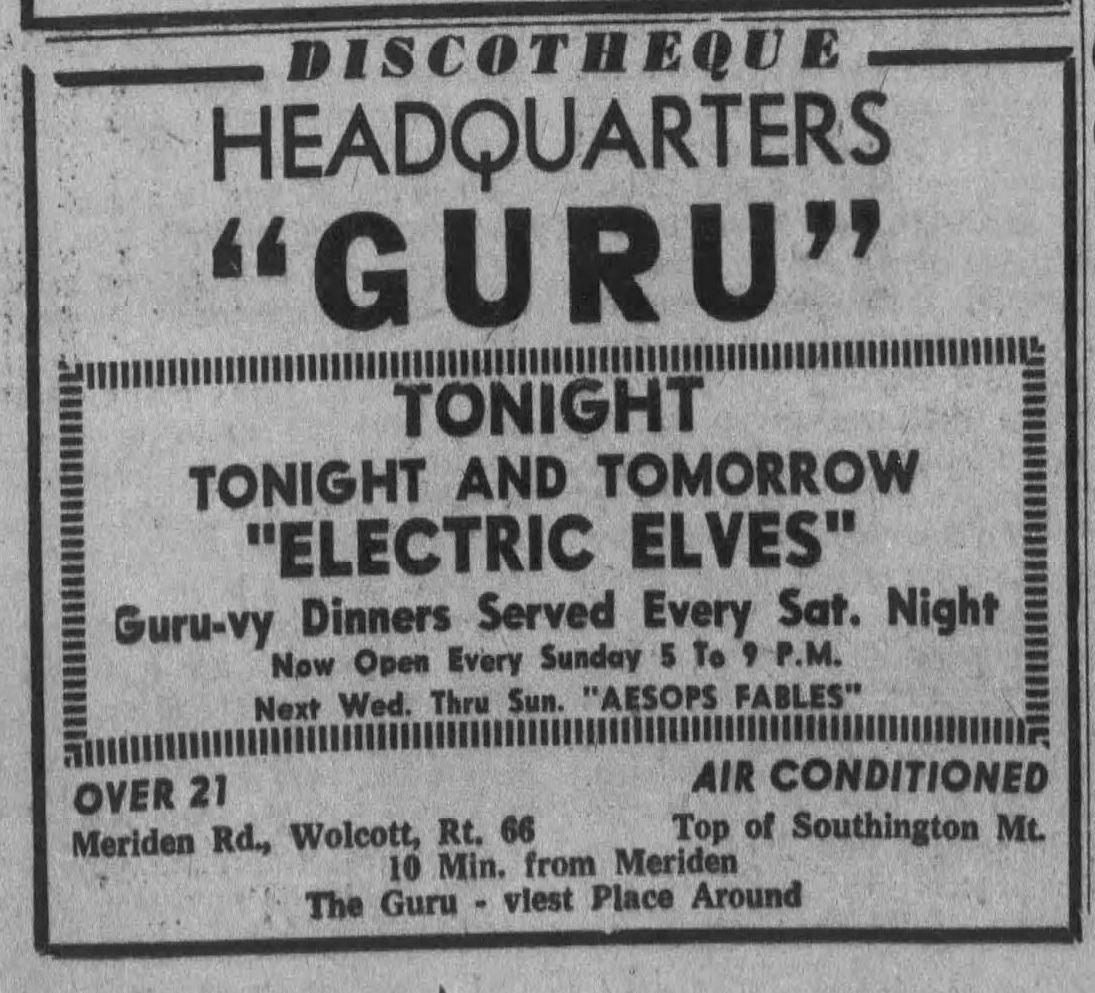 DISCOTHEQUE
HEADQUARTERS
“GURU”
TONIGHT
TONIGHT AND TOMORROW
"ELECTRIC ELVES"
Guru-vy Dinners Served Every Sat. Night
Now Open Every Sunday 5 To 9 P.M.
Next Wed. Thru Sun. "AESOPS FABLES"
OVER 21 AIR CONDITIONED
Meriden Rd., Wolcott, Rt. 66 Top of Southington Mt.
10 Min. from Meriden
The Guru - viest Place Around